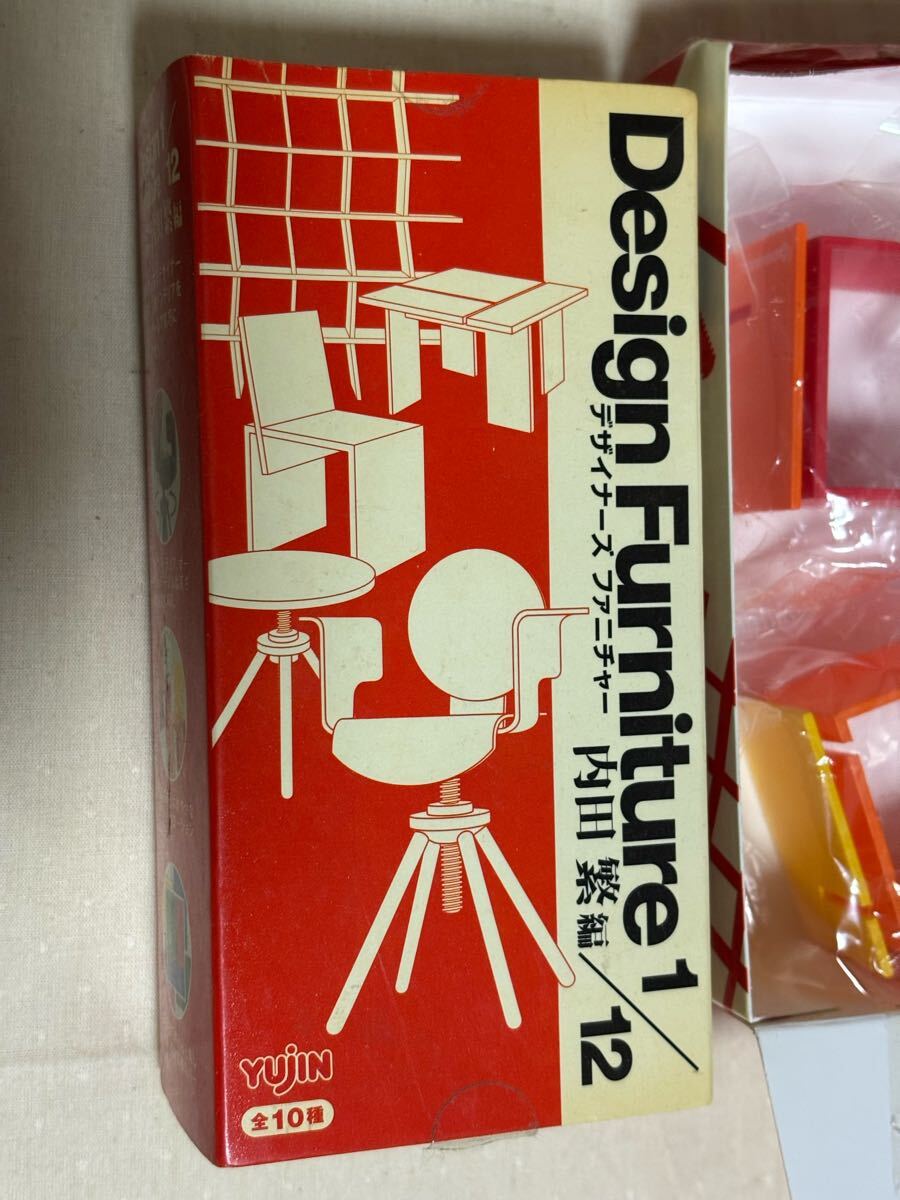 Design Furniture 1/12
デザイナーズ ファニチャー 内田 繁 編
YUJIN
全10種